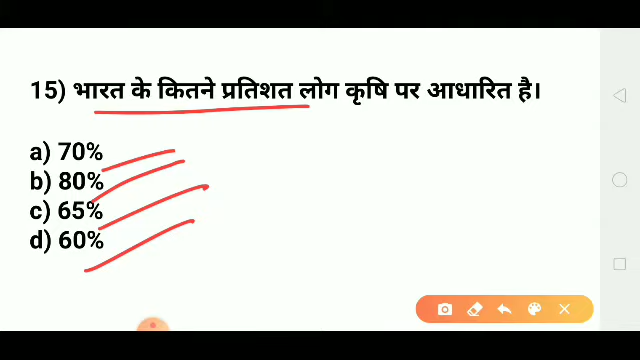 15) भारत के कितने प्रतिशत लोग कृषि पर आधारित है।
a) 70%
b) 80%
c) 65%
d) 60%